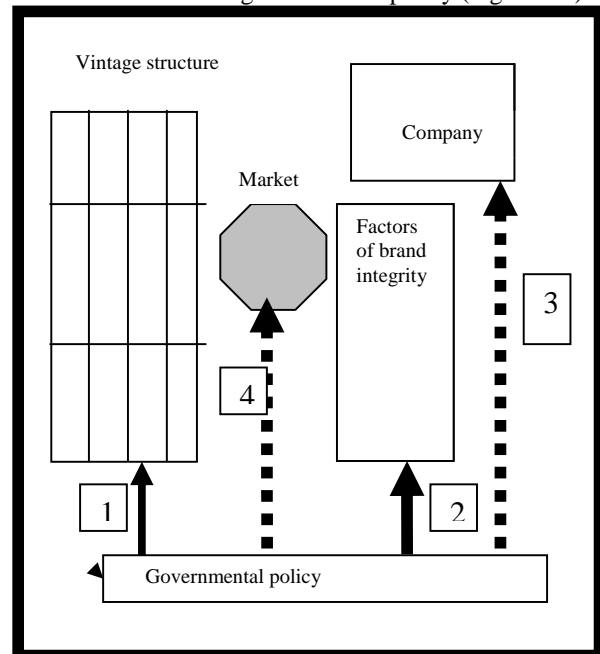 Vintage structure
Company
Market
Factors
of brand
integrity
3
4
1
2
Governmental policy